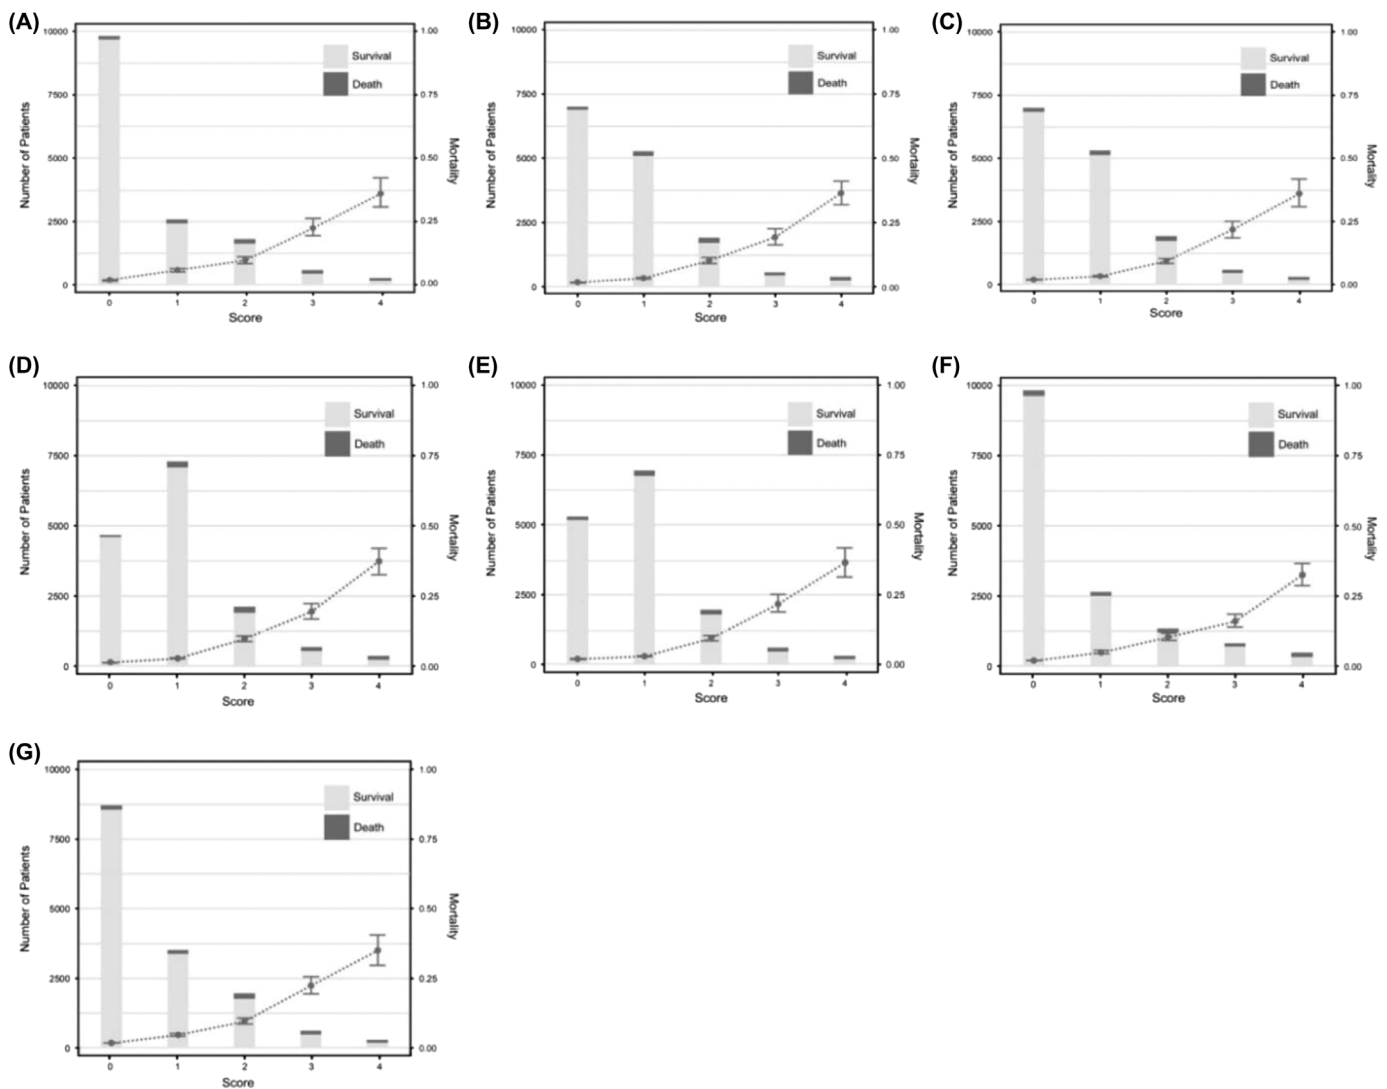 (A)
10000
7500
5000
2500
0
Number of Patients
Survival
Death
1.00
0.75
0.50
0.25
0.00
Mortality
0 1 2 3 4
Score
(B)
10000
7500
5000
2500
0
Number of Patients
Survival
Death
1.00
0.75
0.50
0.25
0.00
Mortality
0 1 2 3 4
Score
(C)
10000
7500
5000
2500
0
Number of Patients
Survival
Death
1.00
0.75
0.50
0.25
0.00
Mortality
0 1 2 3 4
Score
(D)
10000
7500
5000
2500
0
Number of Patients
Survival
Death
1.00
0.75
0.50
0.25
0.00
Mortality
0 1 2 3 4
Score
(E)
10000
7500
5000
2500
0
Number of Patients
Survival
Death
1.00
0.75
0.50
0.25
0.00
Mortality
0 1 2 3 4
Score
(F)
10000
7500
5000
2500
0
Number of Patients
Survival
Death
1.00
0.75
0.50
0.25
0.00
Mortality
0 1 2 3 4
Score
(G)
10000
7500
5000
2500
0
Number of Patients
Survival
Death
1.00
0.75
0.50
0.25
0.00
Mortality
0 1 2 3 4
Score